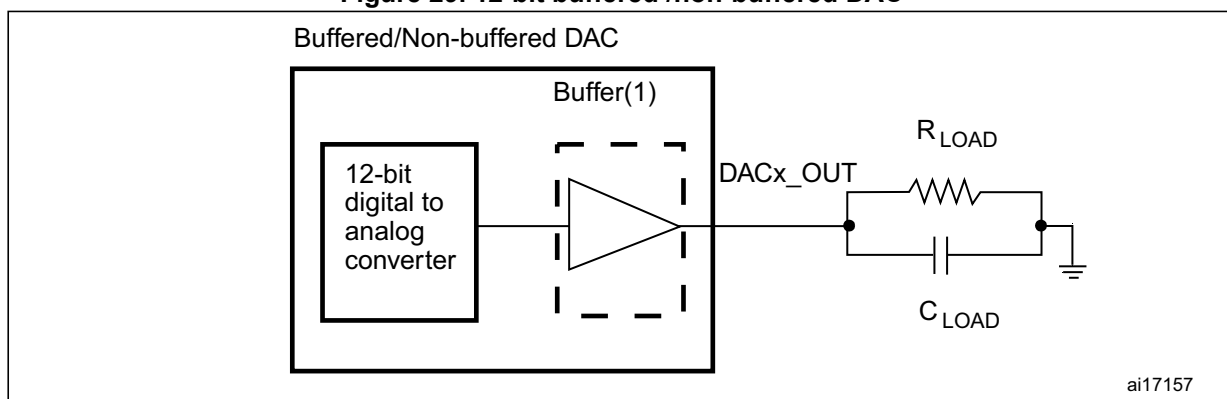 Buffered/Non-buffered DAC
Buffer(1)
12-bit
digital to
analog
converter
DACx_OUT
R LOAD
C LOAD
ai17157